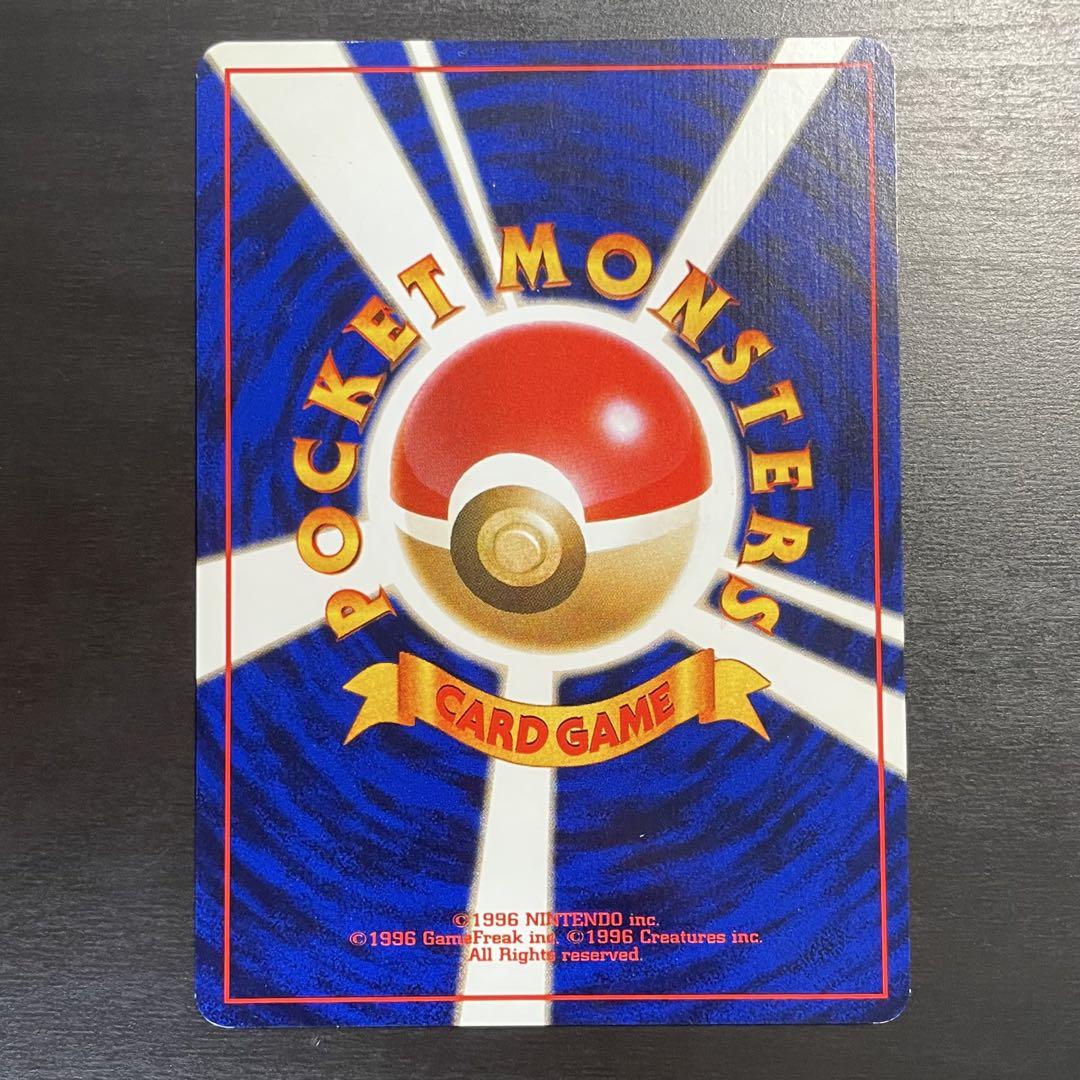 POCKET MONSTERS
CARD GAME
©1996 NINTENDO inc.
©1996 GameFreak inc. ©1996 Creatures inc.
All Rights reserved.